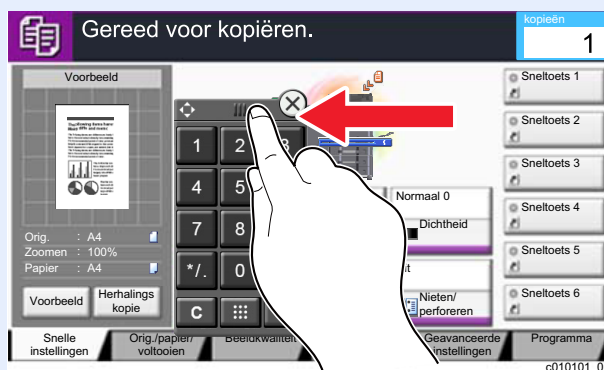 Gereed voor kopiëren.
kopieën
1
Voorbeeld
Orig. : A4
Zoomen : 100%
Papier : A4
Voorbeeld
Herhalings
kopie
1
2
4
5
7
8
*/.
0
C
Normaal 0
Dichtheid
Nieten/
perforeren
Sneltoets 1
Sneltoets 2
Sneltoets 3
Sneltoets 4
Sneltoets 5
Sneltoets 6
Snelle
instellingen
Orig./papier/
voltooien
Beeldkwaliteit
Geavanceerde
instellingen
Programma